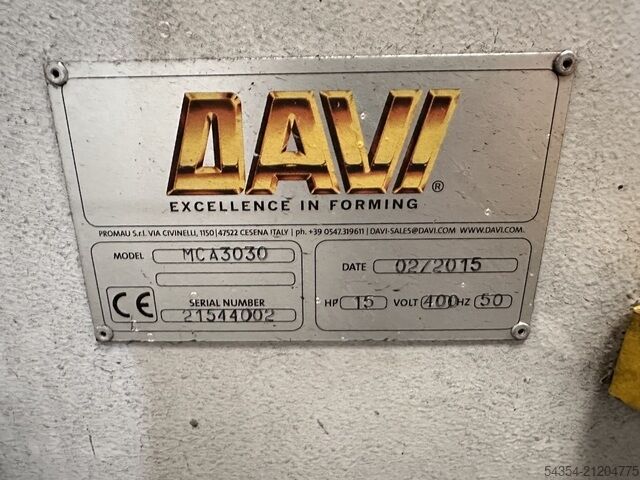 DAVI®
EXCELLENCE IN FORMING
PROMAU S.r.l. VIA CIVINELLI, 1150 | 47522 CESENA ITALY | ph. +39 0547.319611 | DAVI-SALES@DAVI.COM WWW.DAVI.COM
MODEL MCA3030
DATE 02/2015
CE SERIAL NUMBER
21544002
HP 15 VOLT 400 HZ 50
54354-21204775